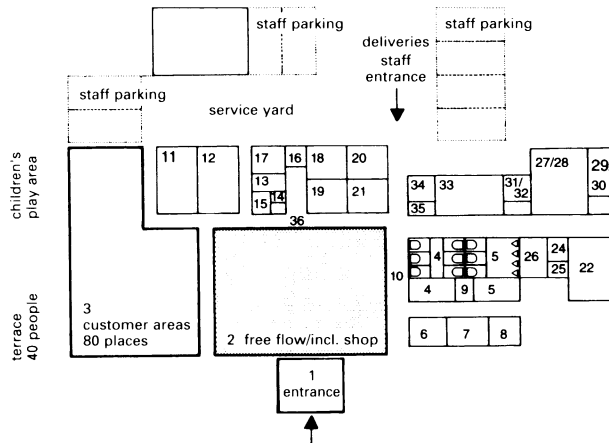 staff parking
staff parking
deliveries
staff
entrance
staff parking
service yard
children's
play area
11
12
17
16
18
20
13
15
14
19
21
36
34
33
31/
32
27/28
29
30
35
10
4
5
26
24
25
22
4
9
5
terrace
40 people
3
customer areas
80 places
2 free flow/incl. shop
6
7
8
1
entrance